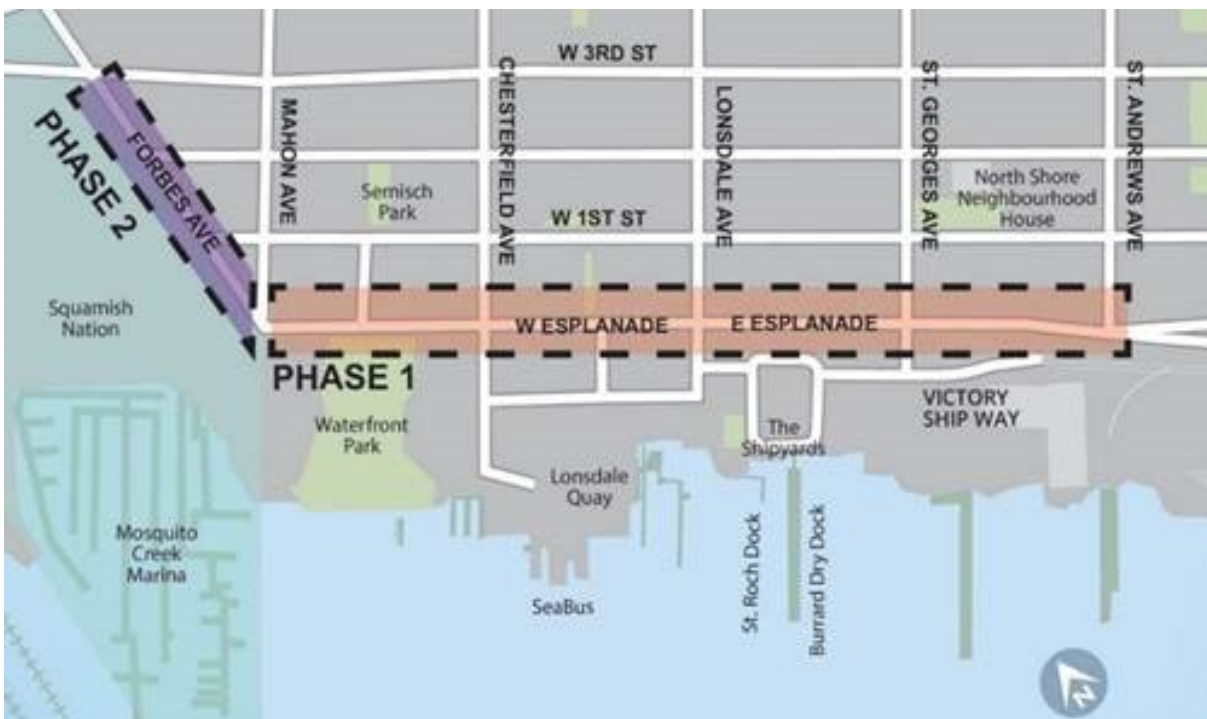 W 3RD ST
CHESTERFIELD AVE
LONSDALE AVE
ST. GEORGES AVE
ST. ANDREWS AVE
MAHON AVE
FORBES AVE
PHASE 2
Semisch
Park
W 1ST ST
North Shore
Neighbourhood
House
Squamish
Nation
W ESPLANADE
E ESPLANADE
PHASE 1
Waterfront
Park
VICTORY
SHIP WAY
The
Shipyards
Lonsdale
Quay
Mosquito
Creek
Marina
SeaBus
St. Roch Dock
Burrard Dry Dock
N